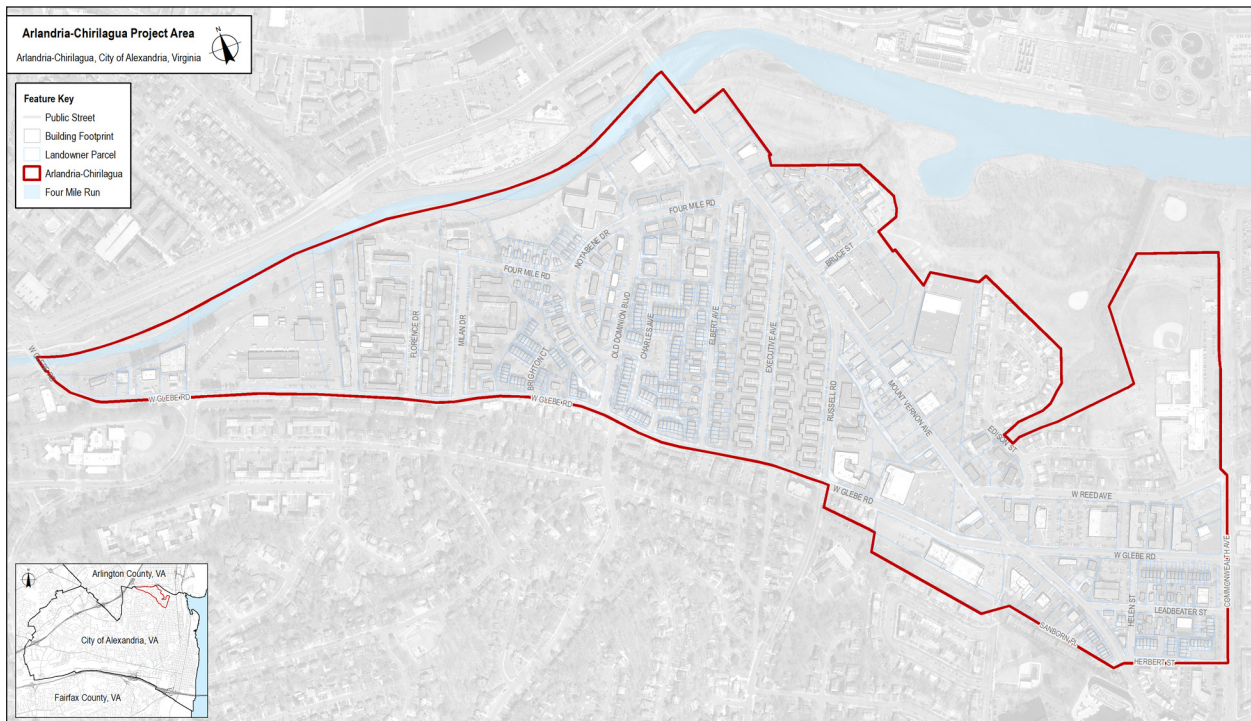 Arlandria-Chirilagua Project Area
Arlandria-Chirilagua, City of Alexandria, Virginia
N
Feature Key
Public Street
Building Footprint
Landowner Parcel
Arlandria-Chirilagua
Four Mile Run
FOUR MILE RD
NOTABENE DR
BRUCE ST
FOUR MILE RD
OLD DOMINION BLVD
CHARLES AVE
ELBERT AVE
EXECUTIVE AVE
FLORENCE DR
MILAN DR
BRIGHTON CT
W GLEBE RD
W GLEBE RD
W GLEBE RD
RUSSELL RD
MOUNT VERNON AVE
EDISON ST
W GLEBE RD
W REED AVE
W GLEBE RD
COMMONWEALTH AVE
HELEN ST
LEADBEATER ST
SANBORN PL
HERBERT ST
N
Arlington County, VA
City of Alexandria, VA
Fairfax County, VA